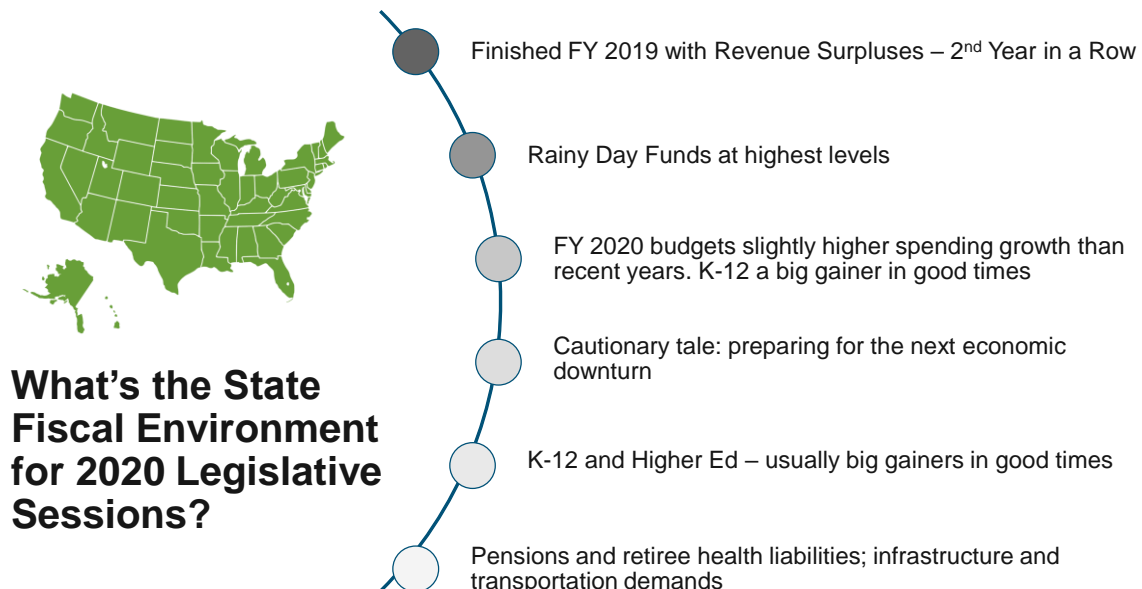 Finished FY 2019 with Revenue Surpluses – 2nd Year in a Row
Rainy Day Funds at highest levels
FY 2020 budgets slightly higher spending growth than
recent years. K-12 a big gainer in good times
Cautionary tale: preparing for the next economic
downturn
What's the State
Fiscal Environment
for 2020 Legislative
Sessions?
K-12 and Higher Ed – usually big gainers in good times
Pensions and retiree health liabilities; infrastructure and
transportation demands